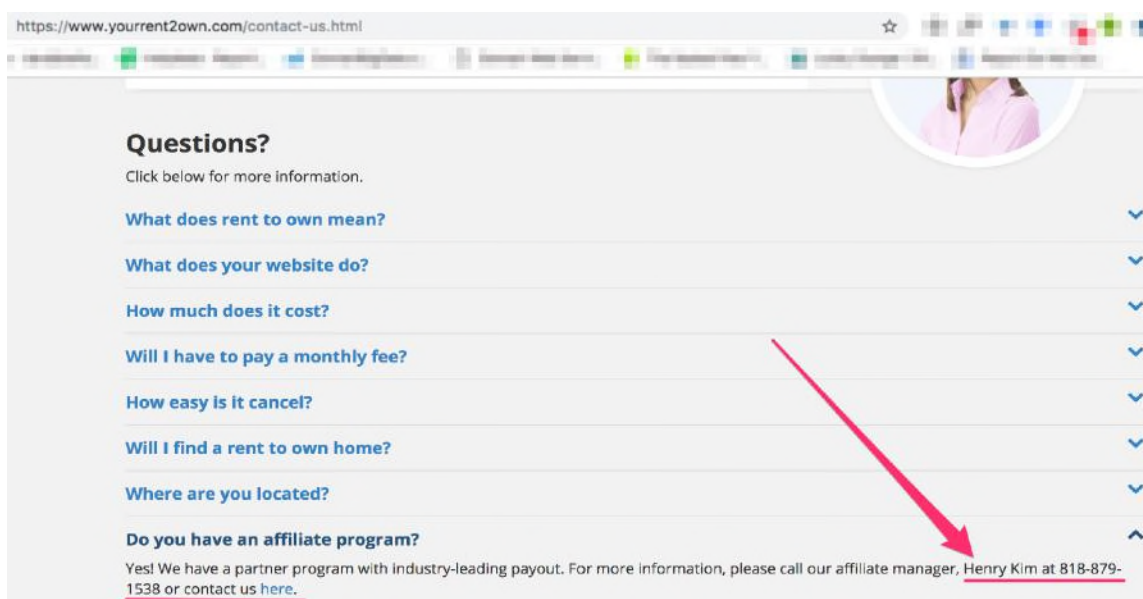 https://www.yourrent2own.com/contact-us.html
Questions?
Click below for more information.
What does rent to own mean?
What does your website do?
How much does it cost?
Will I have to pay a monthly fee?
How easy is it cancel?
Will I find a rent to own home?
Where are you located?
Do you have an affiliate program?
Yes! We have a partner program with industry-leading payout. For more information, please call our affiliate manager, Henry Kim at 818-879-
1538 or contact us here.